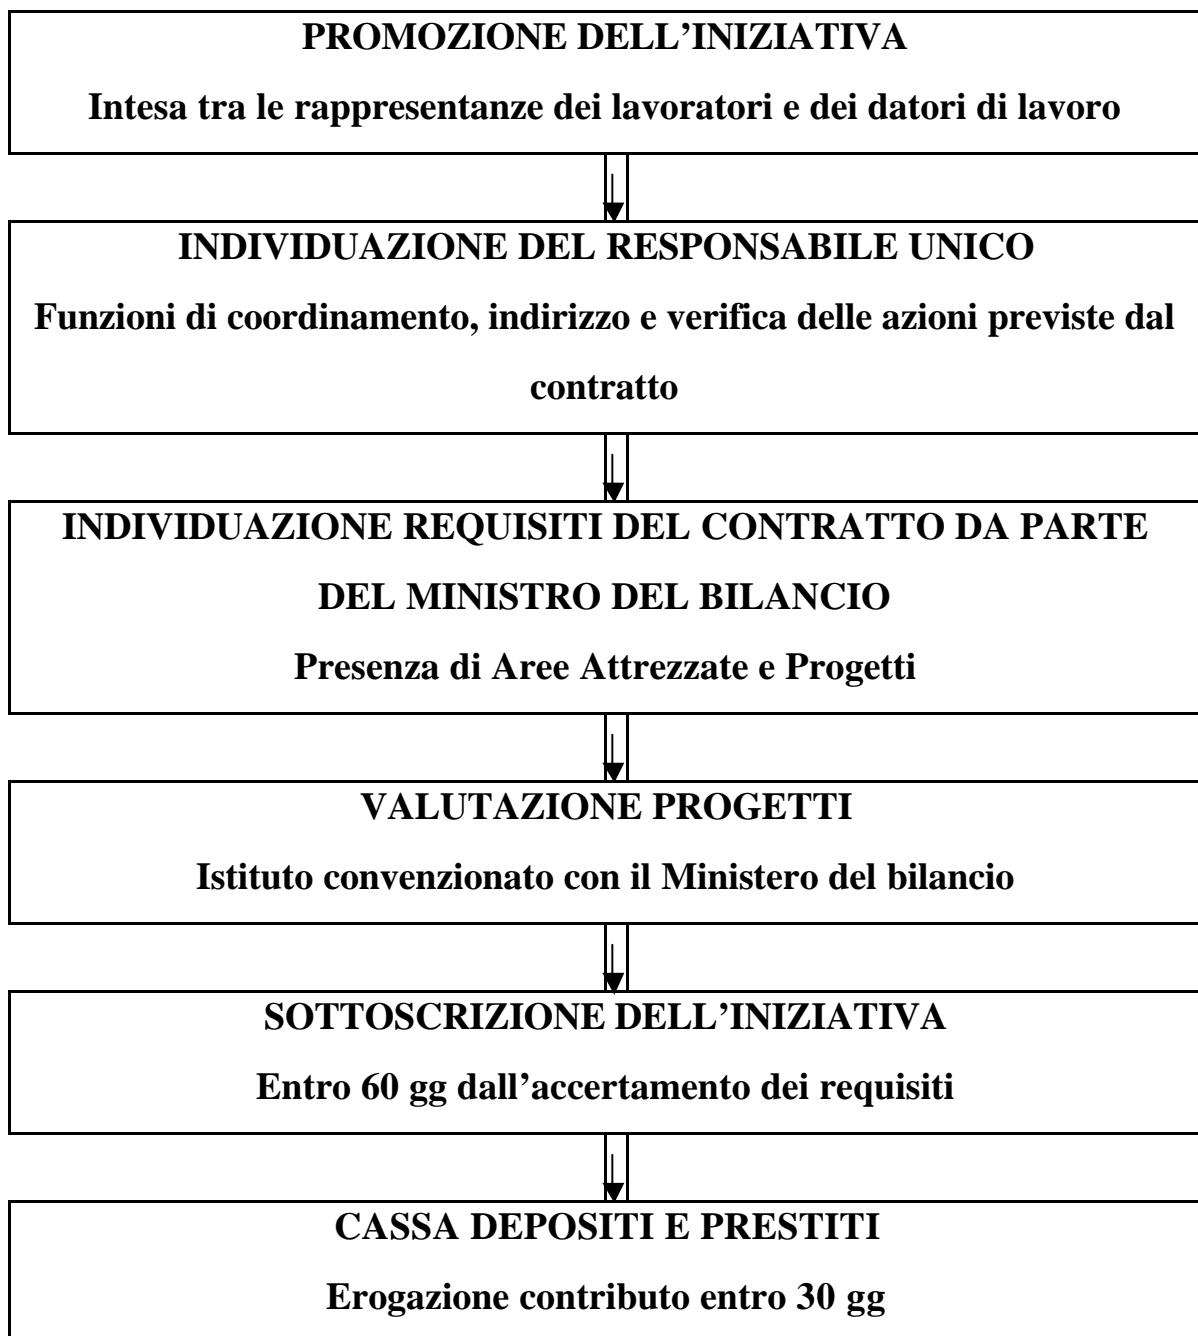 PROMOZIONE DELL’INIZIATIVA
Intesa tra le rappresentanze dei lavoratori e dei datori di lavoro
INDIVIDUAZIONE DEL RESPONSABILE UNICO
Funzioni di coordinamento, indirizzo e verifica delle azioni previste dal
contratto
INDIVIDUAZIONE REQUISITI DEL CONTRATTO DA PARTE
DEL MINISTRO DEL BILANCIO
Presenza di Aree Attrezzate e Progetti
VALUTAZIONE PROGETTI
Istituto convenzionato con il Ministero del bilancio
SOTTOSCRIZIONE DELL’INIZIATIVA
Entro 60 gg dall’accertamento dei requisiti
CASSA DEPOSITI E PRESTITI
Erogazione contributo entro 30 gg